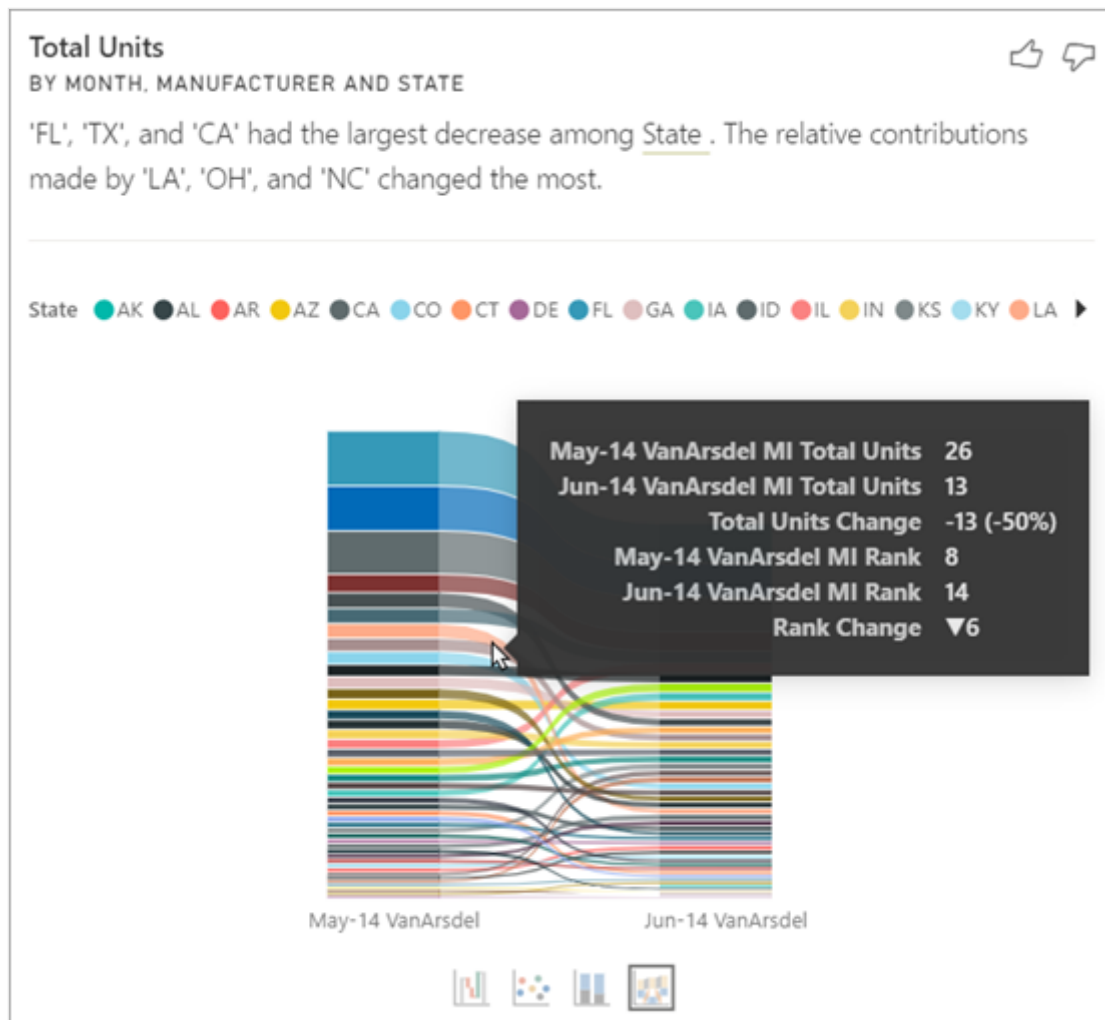 Total Units
BY MONTH, MANUFACTURER AND STATE
'FL', 'TX', and 'CA' had the largest decrease among State . The relative contributions
made by 'LA', 'OH', and 'NC' changed the most.
State AK AL AR AZ CA CO CT DE FL GA IA ID IL IN KS KY LA
May-14 VanArsdel MI Total Units 26
Jun-14 VanArsdel MI Total Units 13
Total Units Change -13 (-50%)
May-14 VanArsdel MI Rank 8
Jun-14 VanArsdel MI Rank 14
Rank Change ▼6
May-14 VanArsdel Jun-14 VanArsdel